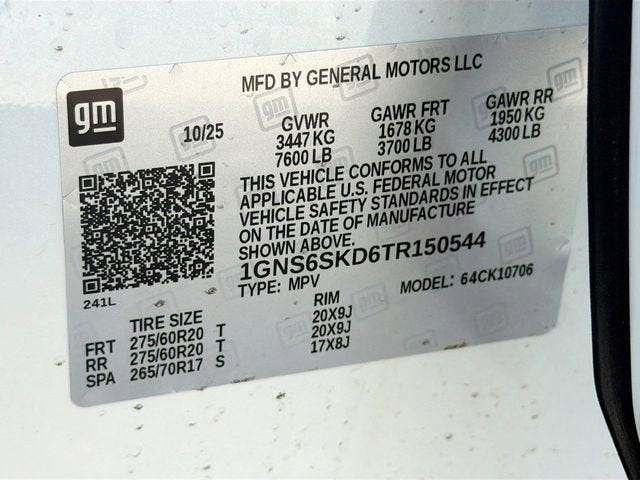 MFD BY GENERAL MOTORS LLC
gm
10/25 GVWR GAWR FRT GAWR RR
3447 KG 1678 KG 1950 KG
7600 LB 3700 LB 4300 LB
THIS VEHICLE CONFORMS TO ALL
APPLICABLE U.S. FEDERAL MOTOR
VEHICLE SAFETY STANDARDS IN EFFECT
ON THE DATE OF MANUFACTURE
SHOWN ABOVE.
1GNS6SKD6TR150544
TYPE: MPV MODEL: 64CK10706
241L
TIRE SIZE RIM
FRT 275/60R20 T 20X9J
RR 275/60R20 T 20X9J
SPA 265/70R17 S 17X8J